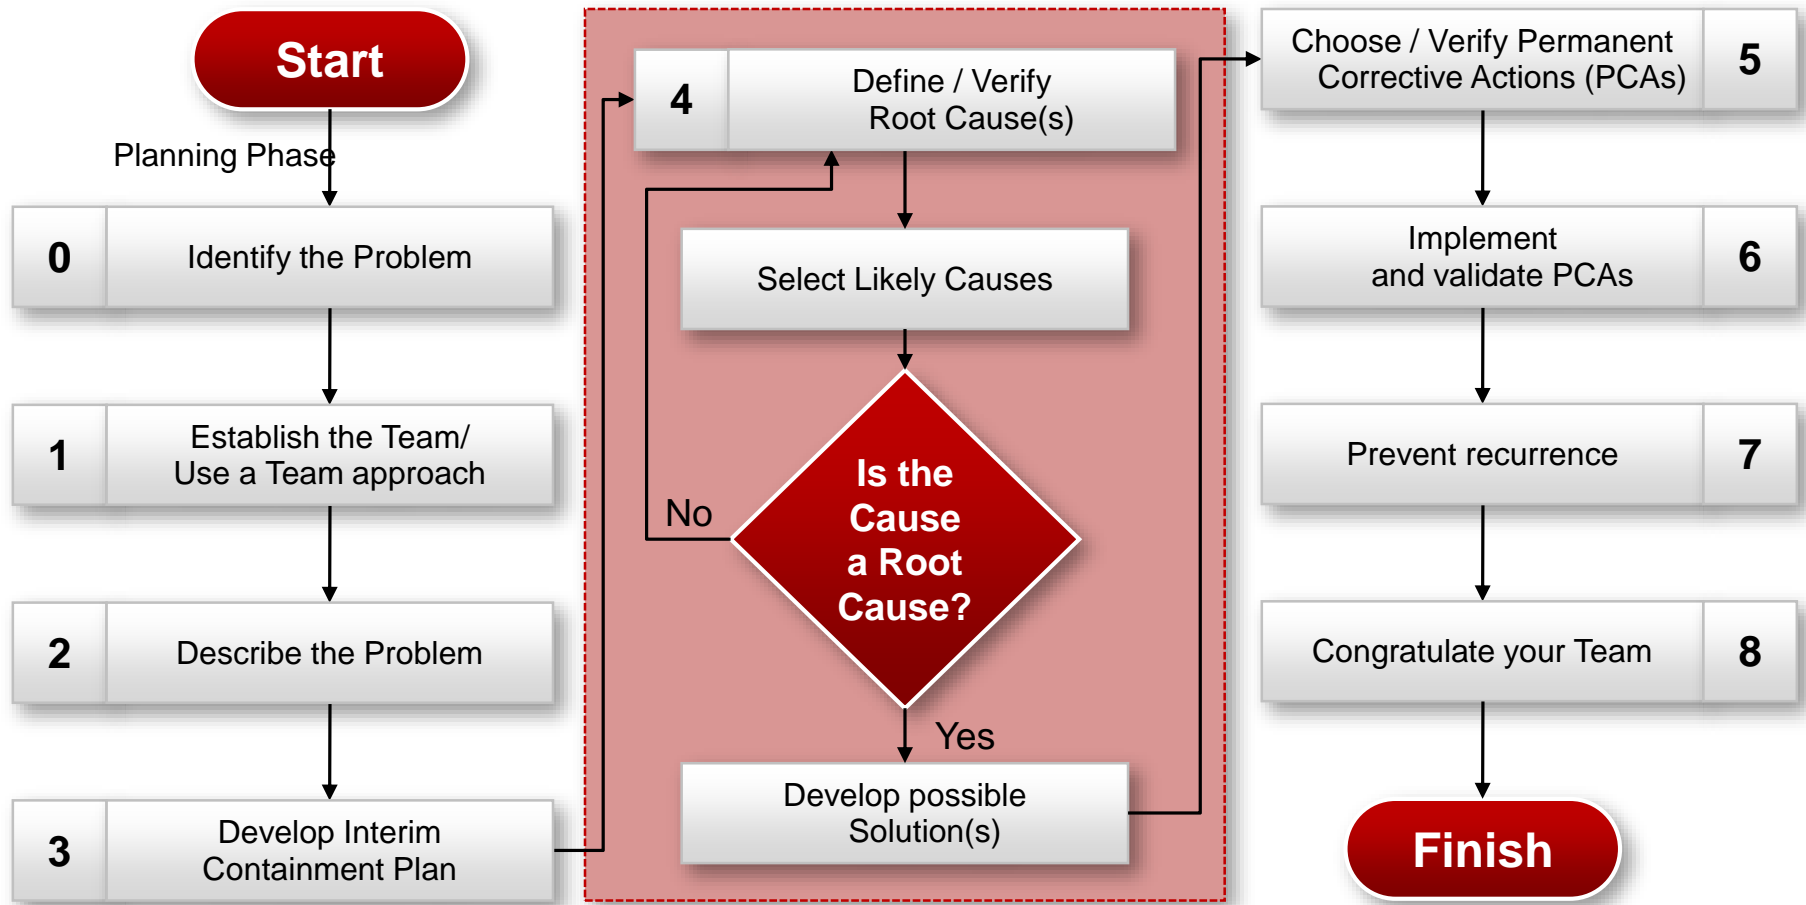 Start
Planning Phase
0
Identify the Problem
1
Establish the Team/
Use a Team approach
2
Describe the Problem
3
Develop Interim
Containment Plan
4
Define / Verify
Root Cause(s)
Select Likely Causes
Is the
Cause
a Root
Cause?
No
Yes
Develop possible
Solution(s)
Choose / Verify Permanent
Corrective Actions (PCAs)
5
Implement
and validate PCAs
6
Prevent recurrence
7
Congratulate your Team
8
Finish